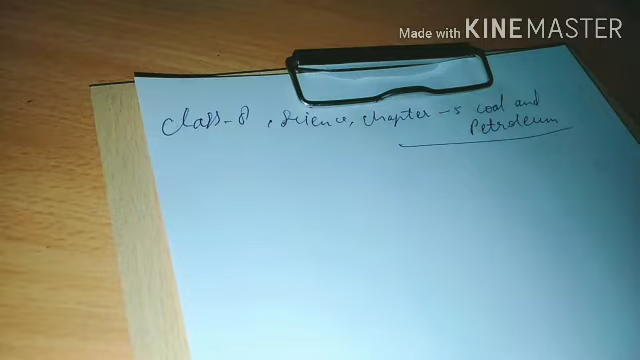 Made with KINEMASTER
Class-8, Science, Chapter-5 Coal and
Petroleum